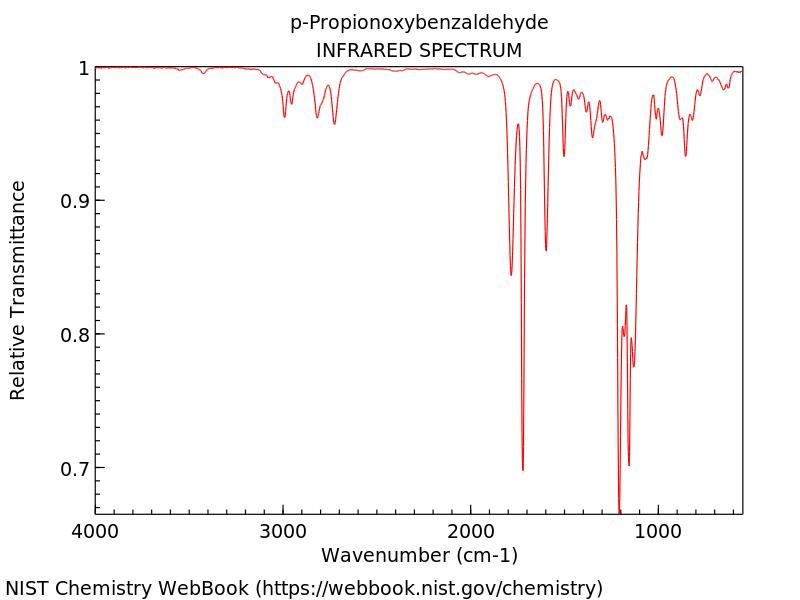 p-Propionoxybenzaldehyde
INFRARED SPECTRUM
1
0.9
0.8
0.7
Relative Transmittance
4000 3000 2000 1000
Wavenumber (cm-1)
NIST Chemistry WebBook (https://webbook.nist.gov/chemistry)